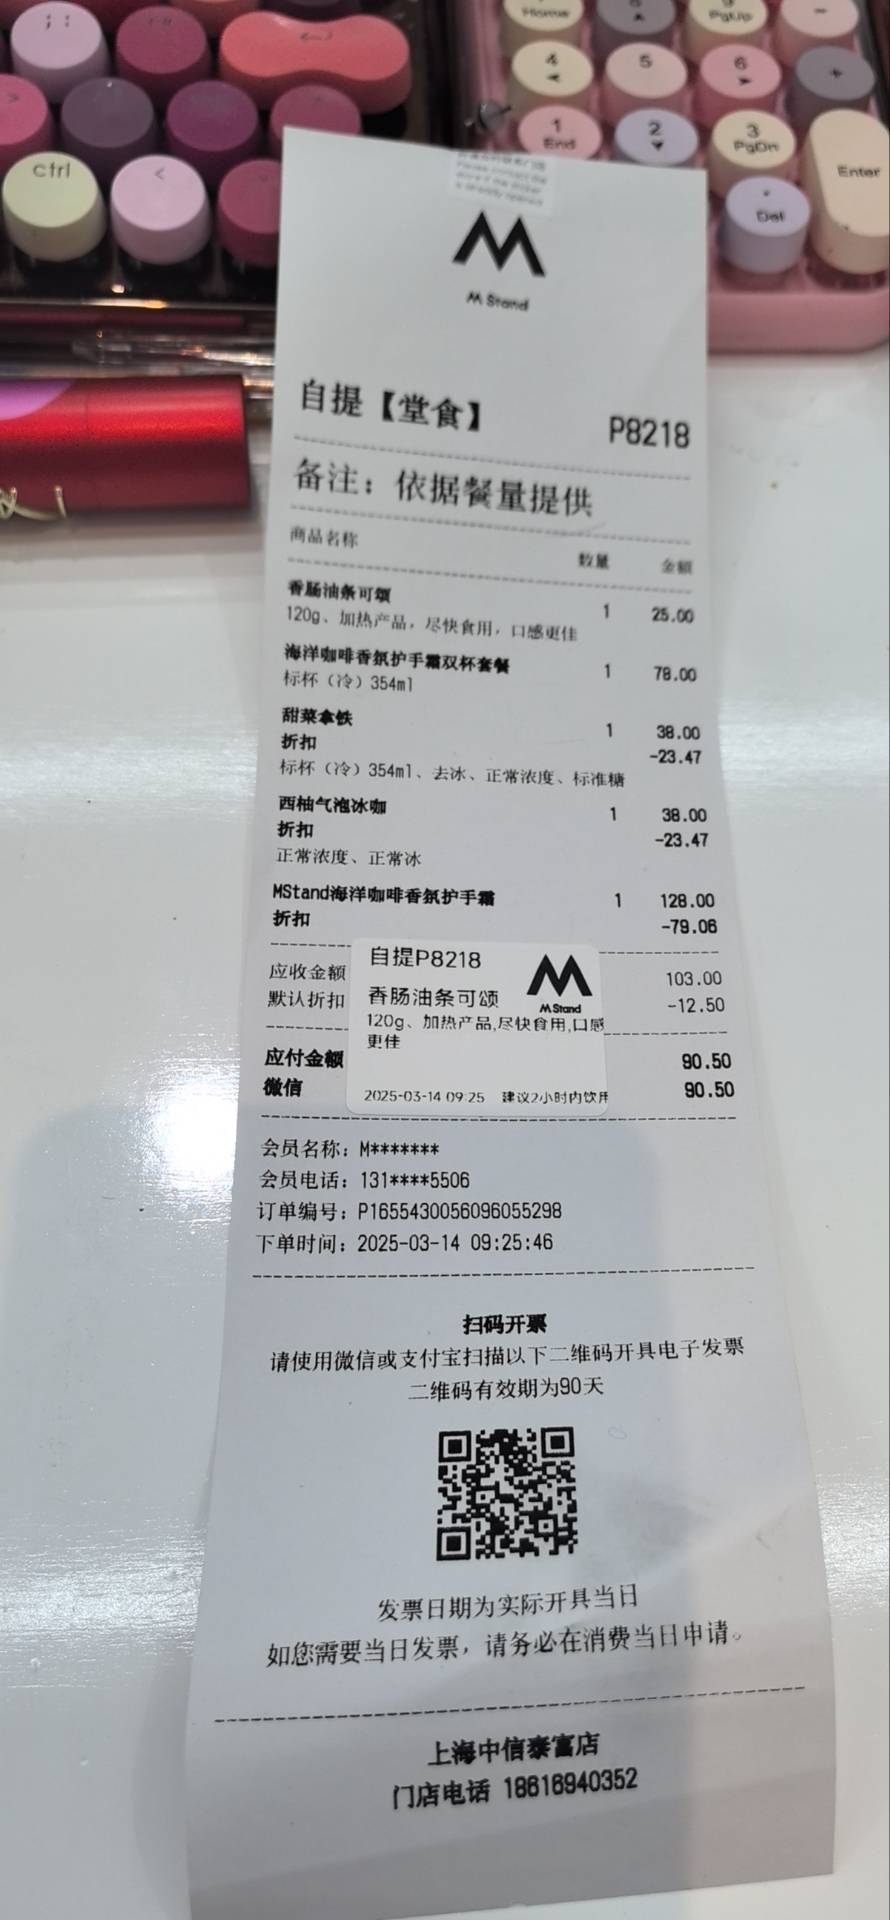 Home
PgUp
-
4
5
6
+
1
End
2
3
PgDn
Enter
ctrl
<
Del
M Stand
自提【堂食】 P8218
备注：依据餐量提供
商品名称 数量 金额
香肠油条可颂 1 25.00
120g、加热产品，尽快食用，口感更佳
海洋咖啡香氛护手霜双杯套餐 1 78.00
标杯（冷）354ml
甜菜拿铁 1 38.00
折扣 -23.47
标杯（冷）354ml、去冰、正常浓度、标准糖
西柚气泡冰咖 1 38.00
折扣 -23.47
正常浓度、正常冰
MStand海洋咖啡香氛护手霜 1 128.00
折扣 -79.06
应收金额 103.00
默认折扣 -12.50
应付金额 90.50
微信 90.50
自提P8218
M Stand
香肠油条可颂
120g、加热产品,尽快食用,口感
更佳
2025-03-14 09:25 建议2小时内饮用
会员名称：M*******
会员电话：131****5506
订单编号：P1655430056096055298
下单时间：2025-03-14 09:25:46
扫码开票
请使用微信或支付宝扫描以下二维码开具电子发票
二维码有效期为90天
发票日期为实际开具当日
如您需要当日发票，请务必在消费当日申请。
上海中信泰富店
门店电话 18616940352